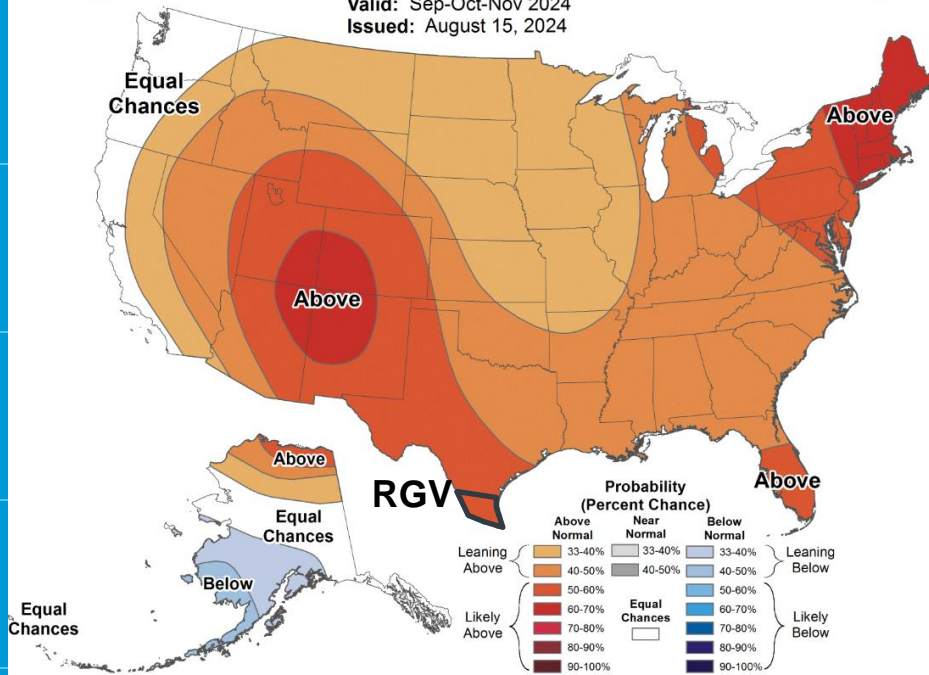 Valid: Sep-Oct-Nov 2024
Issued: August 15, 2024
Equal
Chances
Above
Above
Above
RGV
Above
Equal
Chances
Below
Equal
Chances
Probability
(Percent Chance)
Above
Normal
Near
Normal
Below
Normal
Leaning
Above
33-40%
33-40%
33-40%
Leaning
Below
40-50%
40-50%
40-50%
Likely
Above
50-60%
60-70%
70-80%
80-90%
90-100%
Equal
Chances
50-60%
60-70%
70-80%
80-90%
90-100%
Likely
Below